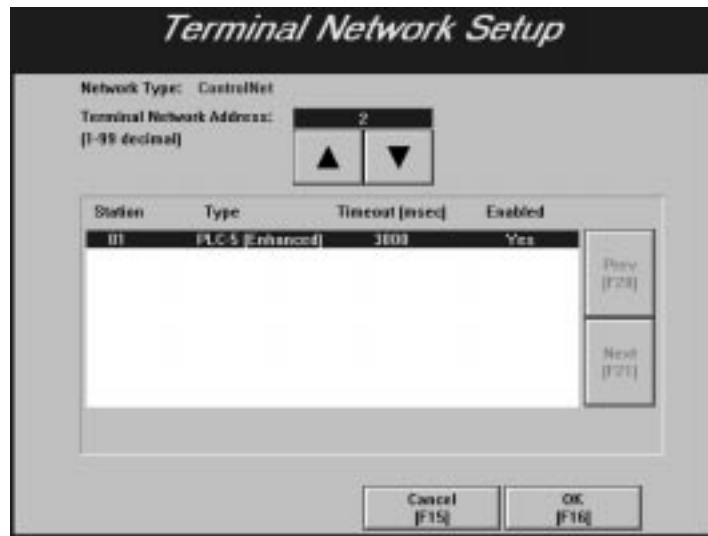 Terminal Network Setup
Network Type: ControlNet
Terminal Network Address:
2
(1-99 decimal)
Station Type Timeout (msec) Enabled
01 PLC-5 (Enhanced) 3000 Yes
Prev
[F20]
Next
[F21]
Cancel
[F15]
OK
[F16]